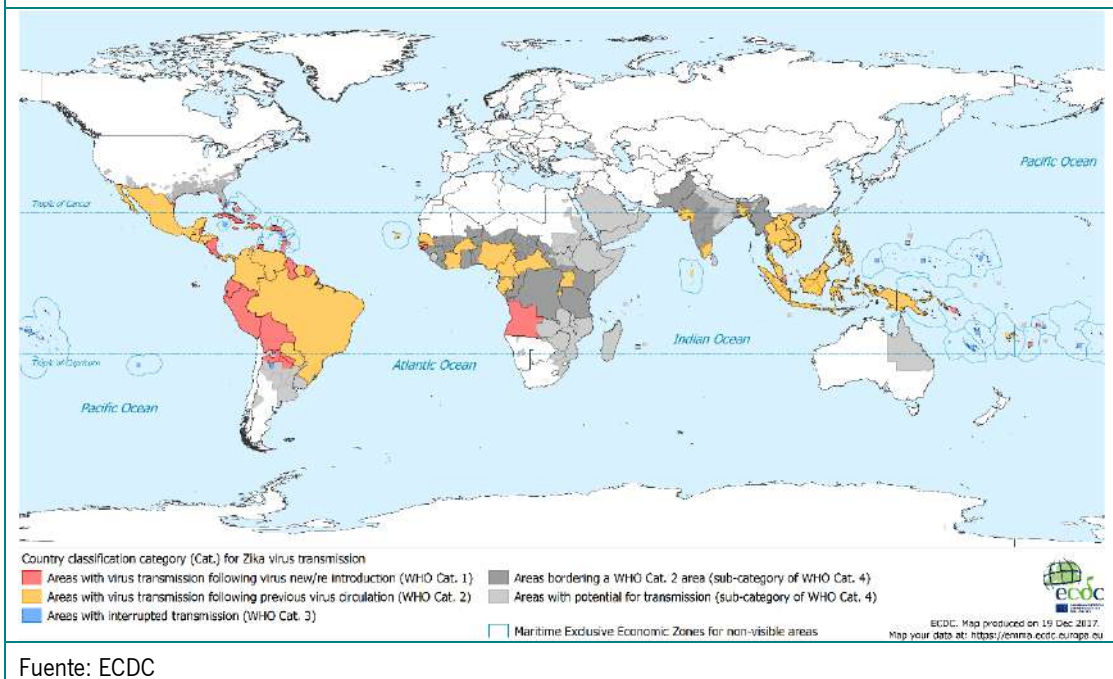 Pacific Ocean
Tropic of Cancer
Indian Ocean
Atlantic Ocean
Tropic of Capricorn
Pacific Ocean
Country classification category (Cat.) for Zika virus transmission
Areas with virus transmission following virus new/re introduction (WHO Cat. 1)
Areas with virus transmission following previous virus circulation (WHO Cat. 2)
Areas with interrupted transmission (WHO Cat. 3)
Areas bordering a WHO Cat. 2 area (sub-category of WHO Cat. 4)
Areas with potential for transmission (sub-category of WHO Cat. 4)
Maritime Exclusive Economic Zones for non-visible areas
ecdc
ECDC. Map produced on 19 Dec 2017.
Map your data at: https://emma.ecdc.europa.eu
Fuente: ECDC